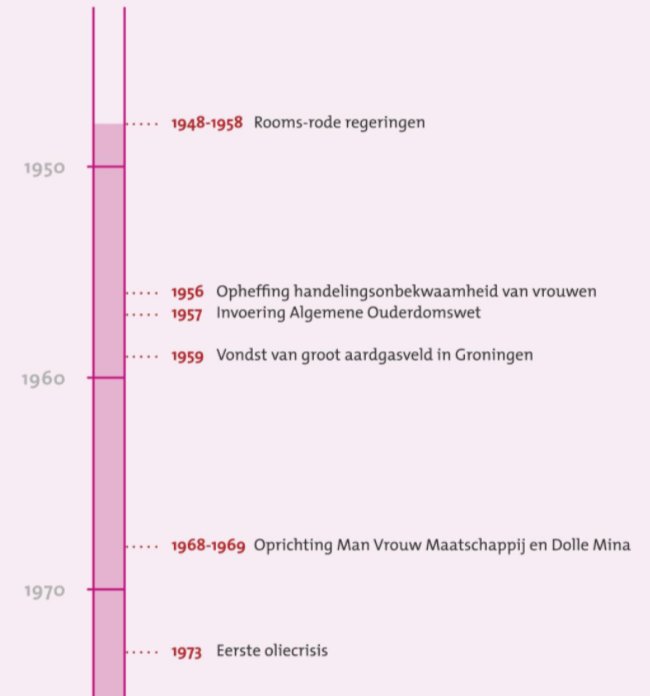 1948-1958 Rooms-rode regeringen
1950
1956 Opheffing handelingsonbekwaamheid van vrouwen
1957 Invoering Algemene Ouderdomswet
1959 Vondst van groot aardgasveld in Groningen
1960
1968-1969 Oprichting Man Vrouw Maatschappij en Dolle Mina
1970
1973 Eerste oliecrisis